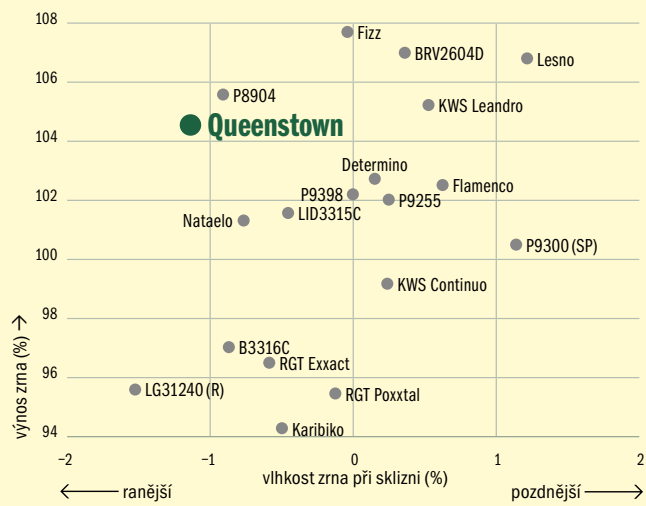 108
106
104
102
100
98
96
94
výnos zrna (%) →
Fizz
BRV2604D
Lesno
P8904
KWS Leandro
Queenstown
Determino
Flamenco
P9398
P9255
LID3315C
Nataelo
P9300 (SP)
KWS Continuo
B3316C
RGT Exxact
LG31240 (R)
RGT Poxxtal
Karibiko
–2
–1
0
1
2
vlhkost zrna při sklizni (%)
← ranější
pozdnější →